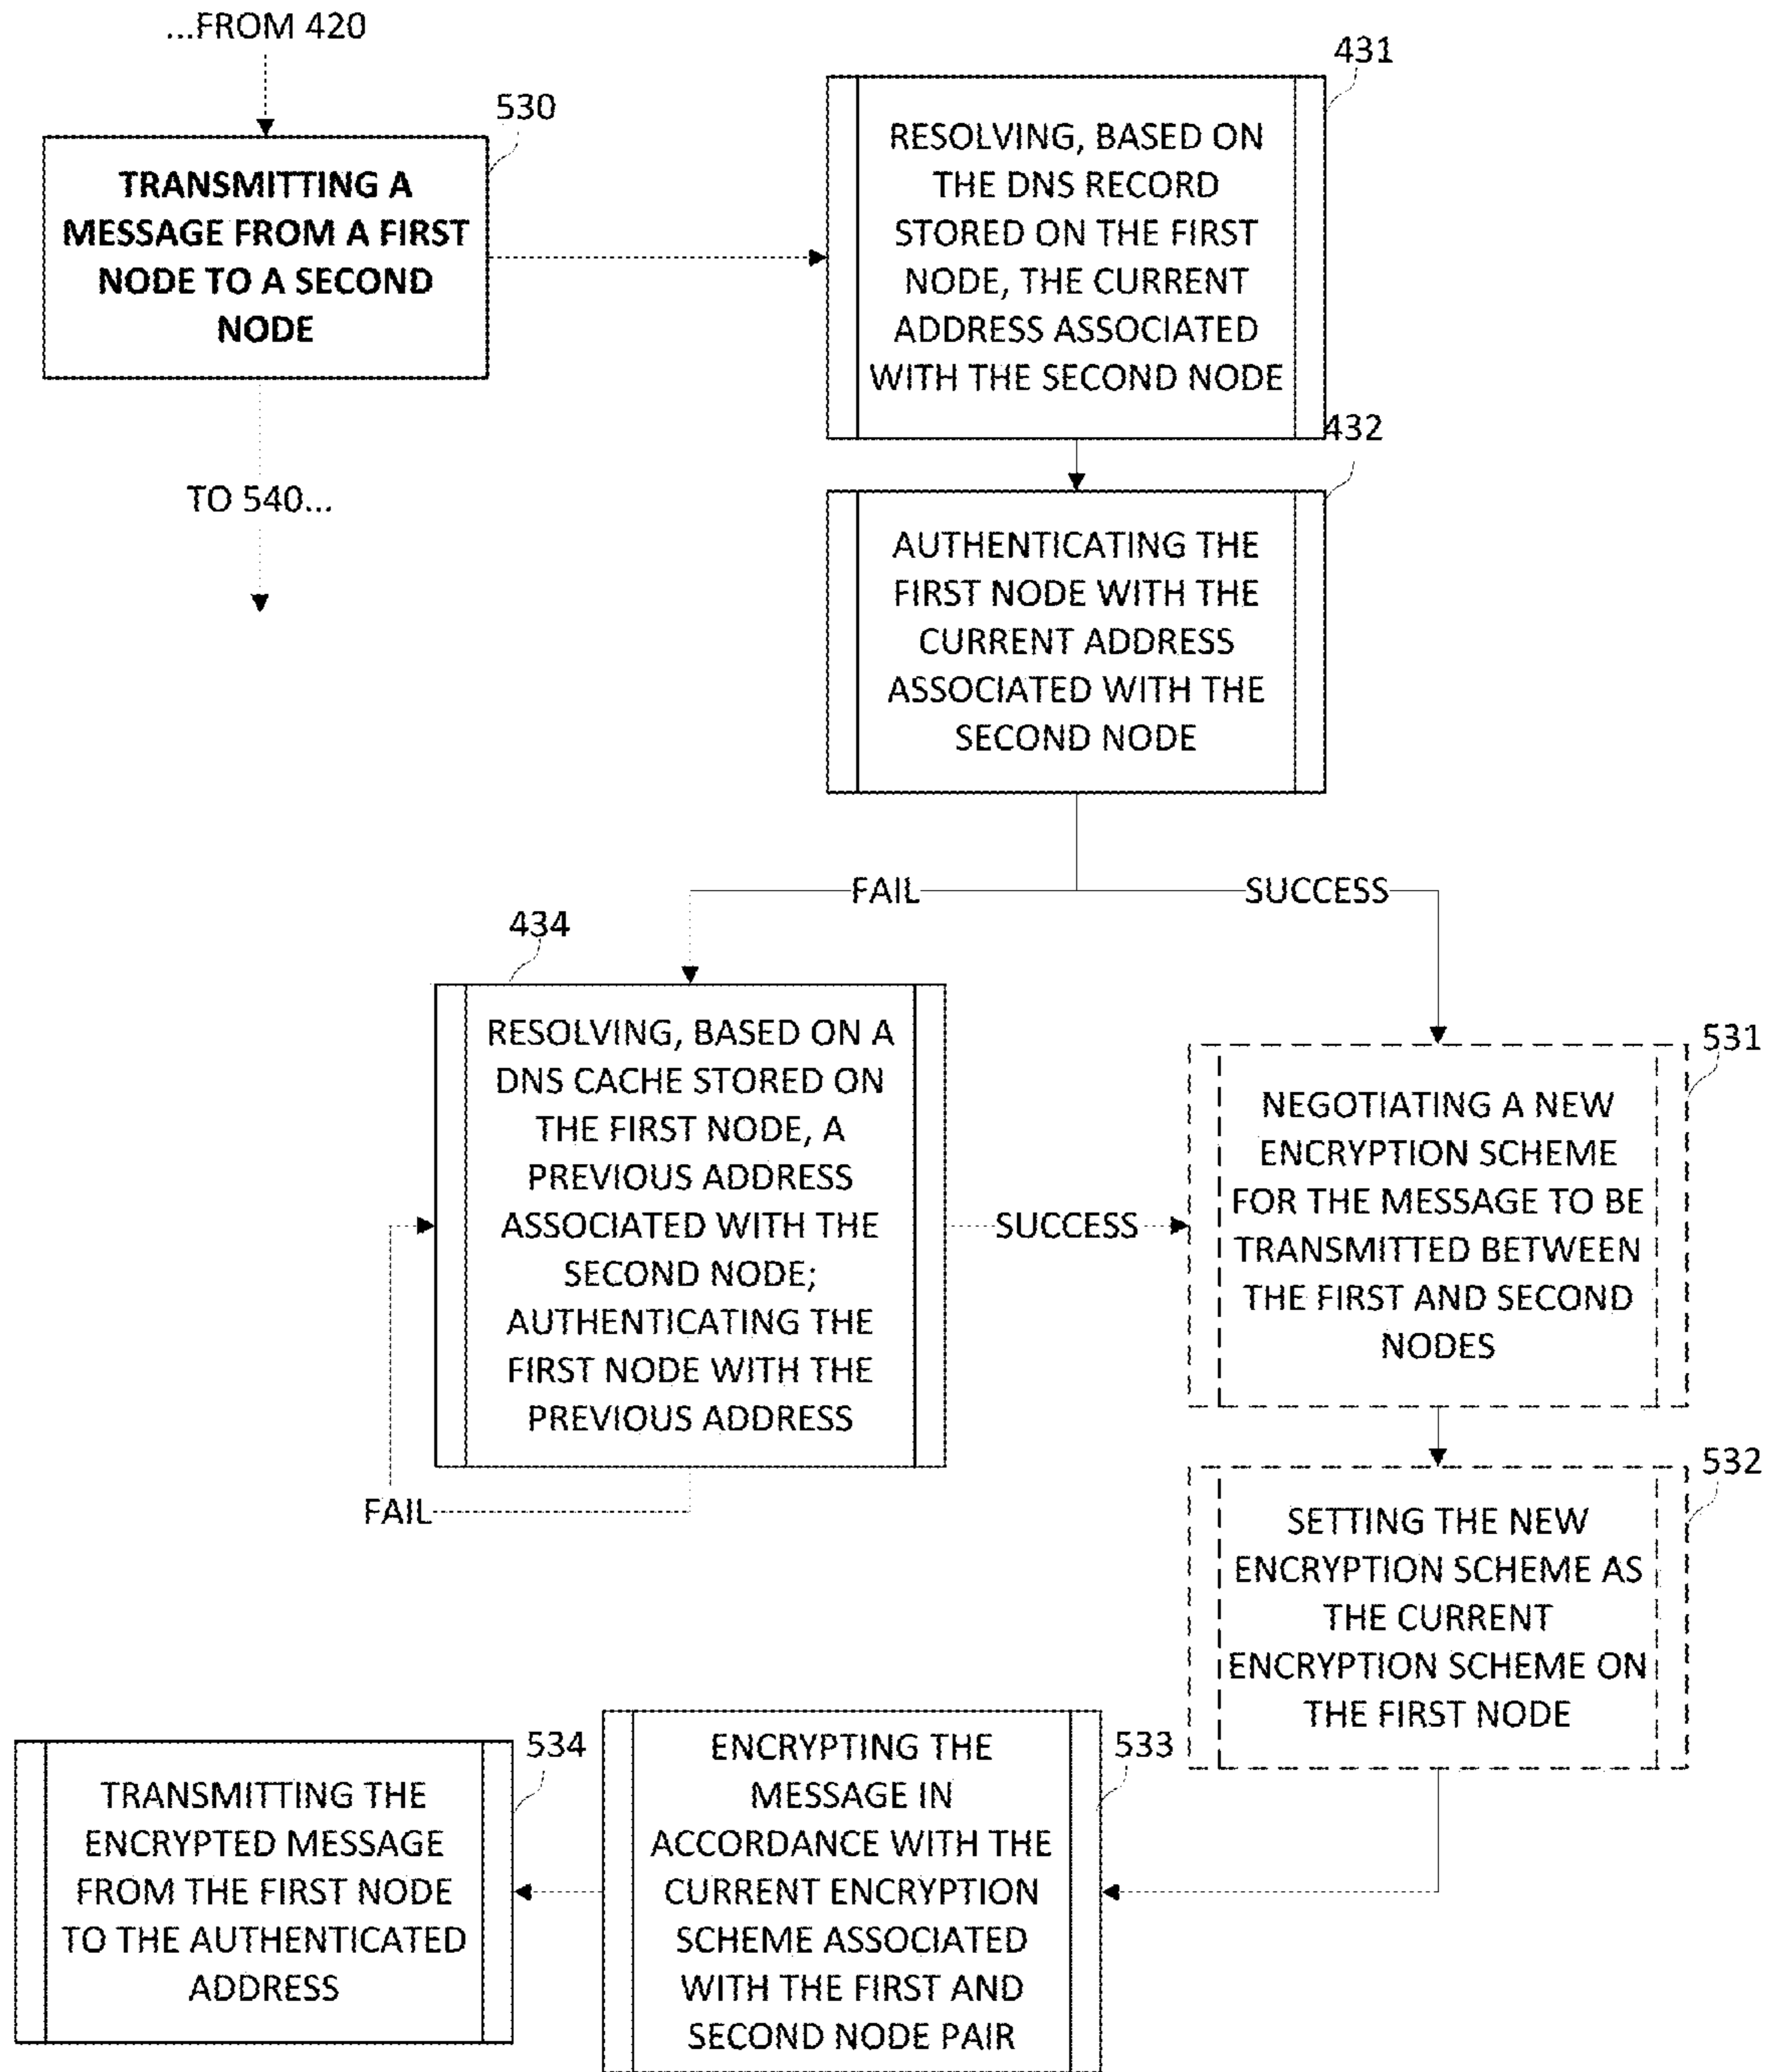 ...FROM 420
530
TRANSMITTING A
MESSAGE FROM A FIRST
NODE TO A SECOND
NODE
TO 540...
431
RESOLVING, BASED ON
THE DNS RECORD
STORED ON THE FIRST
NODE, THE CURRENT
ADDRESS ASSOCIATED
WITH THE SECOND NODE
432
AUTHENTICATING THE
FIRST NODE WITH THE
CURRENT ADDRESS
ASSOCIATED WITH THE
SECOND NODE
FAIL
SUCCESS
434
RESOLVING, BASED ON A
DNS CACHE STORED ON
THE FIRST NODE, A
PREVIOUS ADDRESS
ASSOCIATED WITH THE
SECOND NODE;
AUTHENTICATING THE
FIRST NODE WITH THE
PREVIOUS ADDRESS
FAIL
SUCCESS
531
NEGOTIATING A NEW
ENCRYPTION SCHEME
FOR THE MESSAGE TO BE
TRANSMITTED BETWEEN
THE FIRST AND SECOND
NODES
532
SETTING THE NEW
ENCRYPTION SCHEME AS
THE CURRENT
ENCRYPTION SCHEME ON
THE FIRST NODE
533
ENCRYPTING THE
MESSAGE IN
ACCORDANCE WITH THE
CURRENT ENCRYPTION
SCHEME ASSOCIATED
WITH THE FIRST AND
SECOND NODE PAIR
534
TRANSMITTING THE
ENCRYPTED MESSAGE
FROM THE FIRST NODE
TO THE AUTHENTICATED
ADDRESS